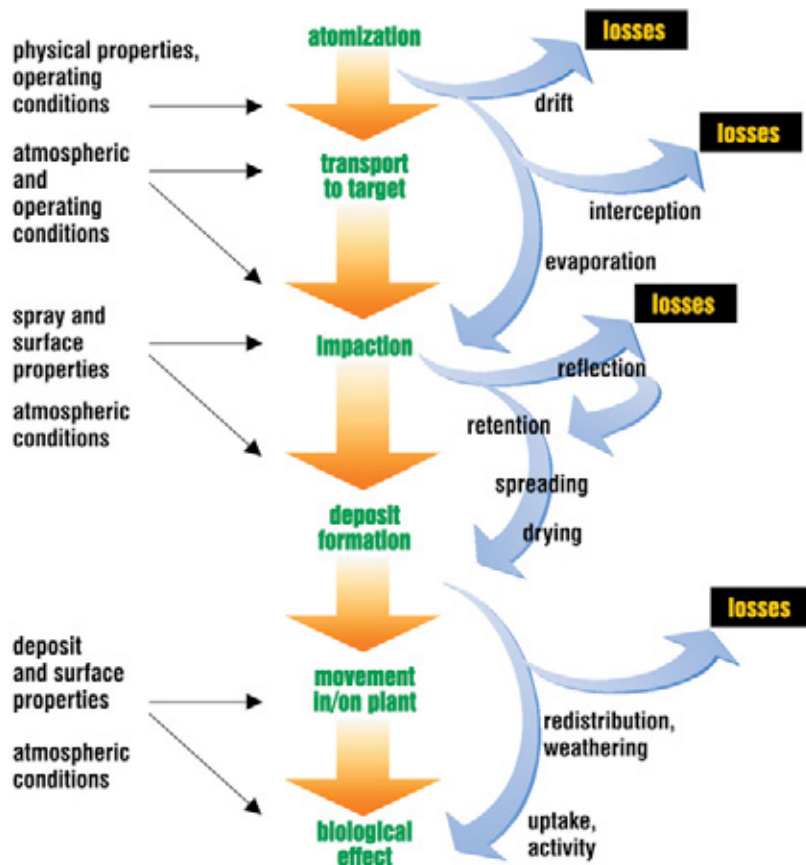 atomization
losses
physical properties,
operating
conditions
drift
losses
atmospheric
and
operating
conditions
transport
to target
interception
evaporation
losses
spray and
surface
properties
impaction
reflection
atmospheric
conditions
retention
spreading
deposit
formation
drying
losses
deposit
and surface
properties
movement
in/on plant
redistribution,
weathering
atmospheric
conditions
biological
effect
uptake,
activity